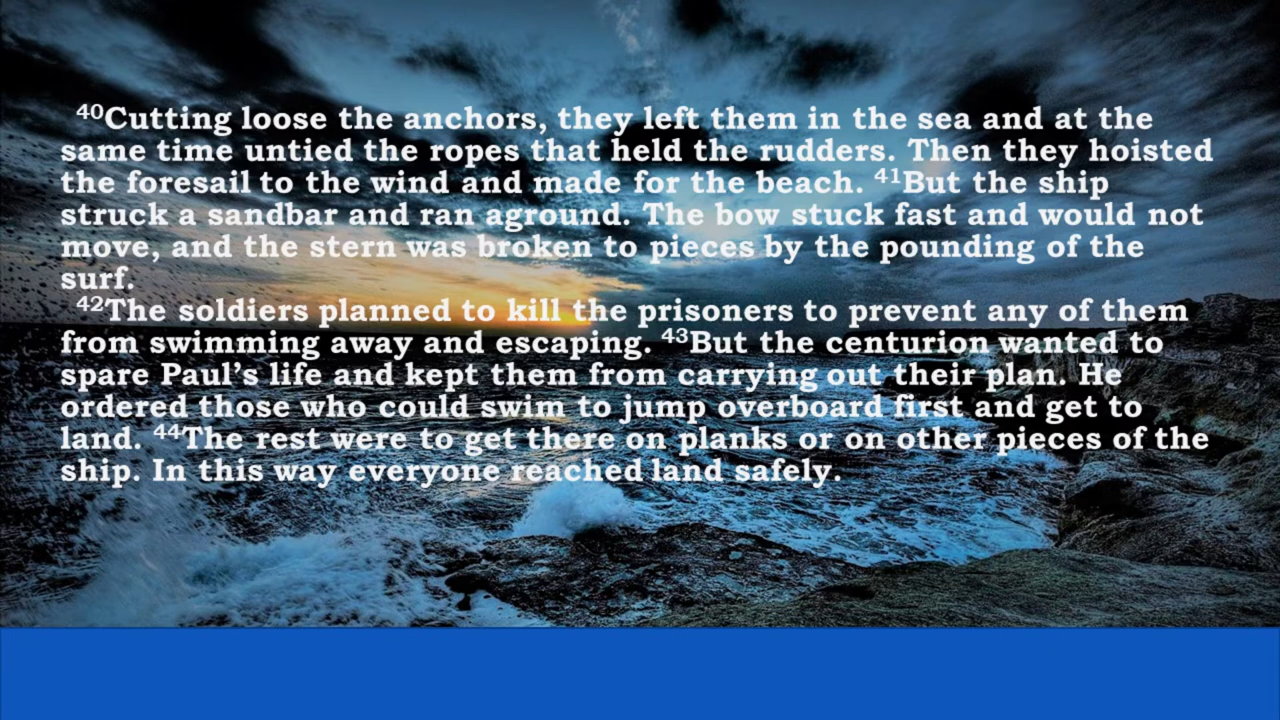 ⁴⁰Cutting loose the anchors, they left them in the sea and at the
same time untied the ropes that held the rudders. Then they hoisted
the foresail to the wind and made for the beach. ⁴¹But the ship
struck a sandbar and ran aground. The bow stuck fast and would not
move, and the stern was broken to pieces by the pounding of the
surf.
⁴²The soldiers planned to kill the prisoners to prevent any of them
from swimming away and escaping. ⁴³But the centurion wanted to
spare Paul’s life and kept them from carrying out their plan. He
ordered those who could swim to jump overboard first and get to
land. ⁴⁴The rest were to get there on planks or on other pieces of the
ship. In this way everyone reached land safely.